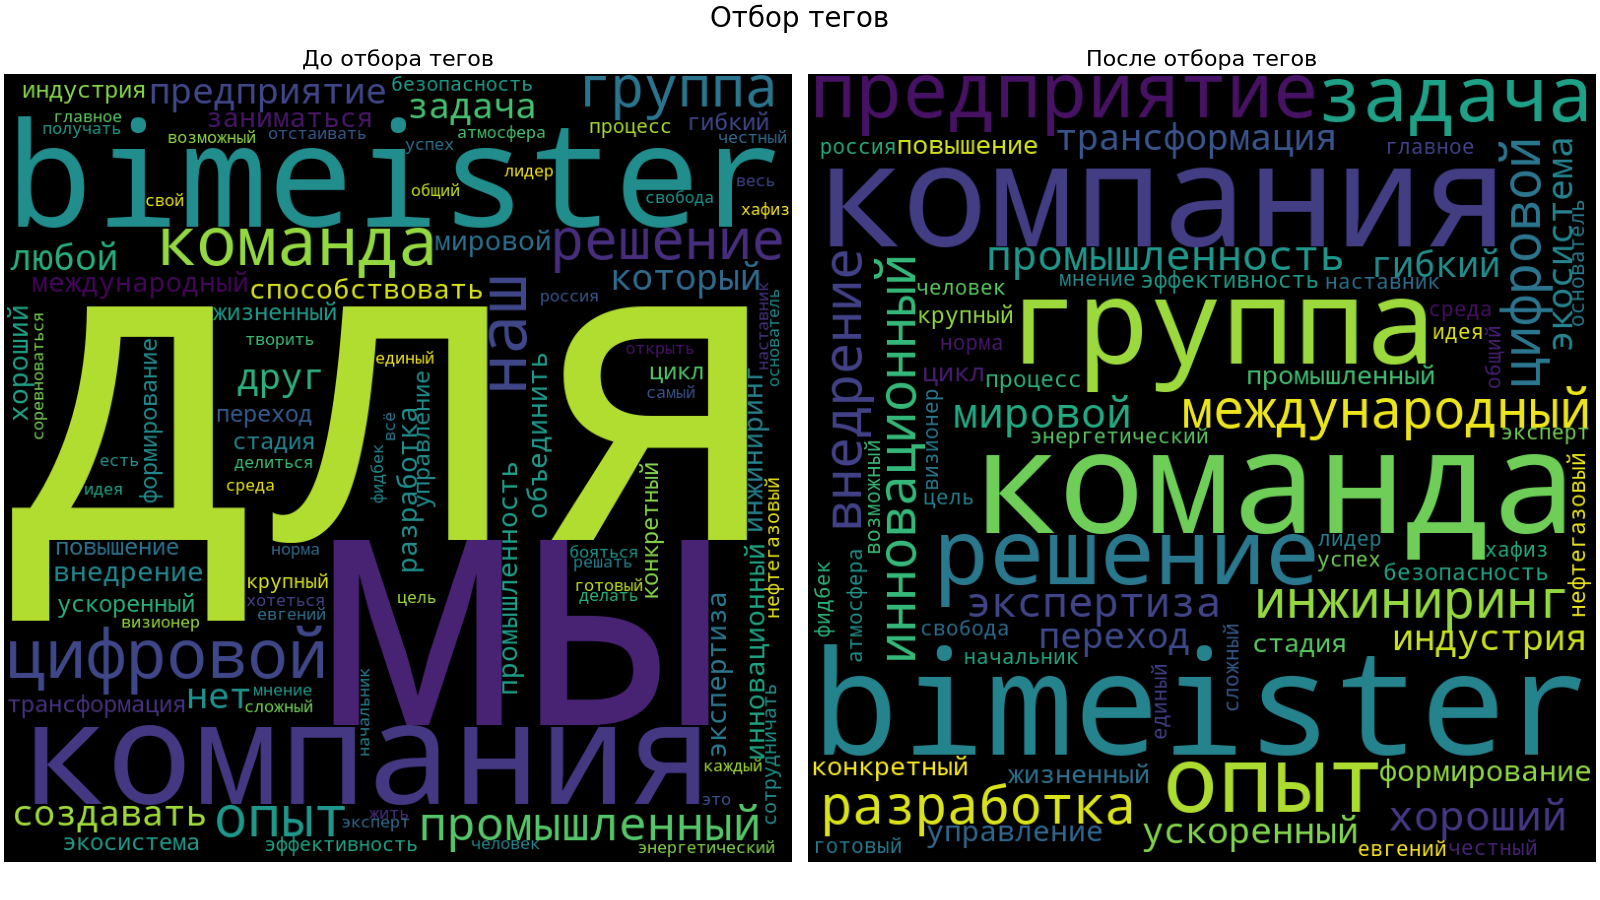 Отбор тегов
До отбора тегов
индустрия предприятие безопасность группа
главное заниматься задача
получать возможный отстаивать атмосфера процесс гибкий
успех честный
bimeister
лидер
свой общий свобода весь
хафиз
команда мировой решение
любой
международный способствовать который
россия
наш
хороший
соревноваться
жизненный
творить
наставник
основатель
для
формирование
друг
единый
открыть
цикл
самый
переход
управление
разработка
всё
фидбек
стадия
делиться
среда
есть
идея
объединить
инжиниринг
промышленность
конкретный
нефтегазовый
повышение
норма
бояться
решать
внедрение
крупный
готовый
делать
ускоренный
хотеться
цель
евгений
визионер
мы
инновационный
экспертиза
цифровой
нет мнение
трансформация сложный
начальник
сотрудничать
компания
каждый
создавать опыт жить это
эксперт промышленный
экосистема эффективность человек энергетический
После отбора тегов
предприятие задача
россия повышение трансформация главное
компания
цифровой
экосистема
основатель
промышленность гибкий
мнение эффективность наставник
внедрение
инновационный
человек
группа
крупный среда
идея
норма
общий
цикл процесс промышленный
визионер
мировой международный
энергетический эксперт
возможный
команда
цель
нефтегазовый
решение лидер
успех хафиз
безопасность
фидбек
атмосфера
экспертиза инжиниринг
свобода переход стадия индустрия
начальник
сложный
единый
bimeister
конкретный жизненный опыт формирование
разработка хороший
управление ускоренный
готовый евгений честный